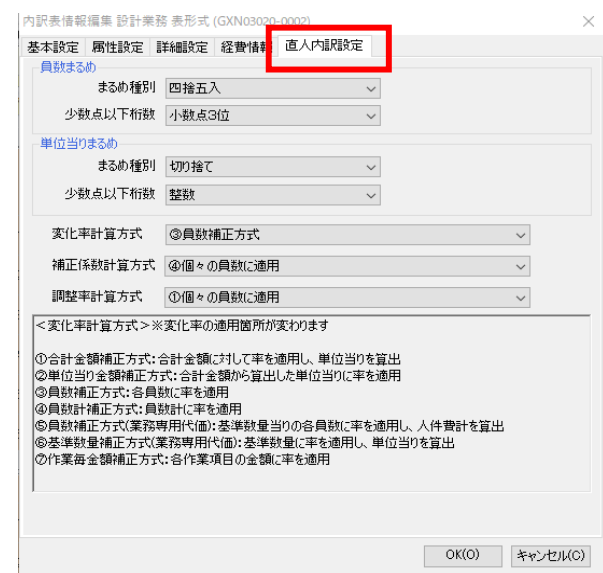 内訳表情報編集 設計業務 表形式 (GXN03020-0002)
基本設定 属性設定 詳細設定 経費情報 直人内訳設定
員数まるめ
まるめ種別 四捨五入
少数点以下桁数 小数点3位
単位当りまるめ
まるめ種別 切り捨て
少数点以下桁数 整数
変化率計算方式 ③員数補正方式
補正係数計算方式 ④個々の員数に適用
調整率計算方式 ①個々の員数に適用
<変化率計算方式>※変化率の適用箇所が変わります
①合計金額補正方式:合計金額に対して率を適用し、単位当りを算出
②単位当り金額補正方式:合計金額から算出した単位当りに率を適用
③員数補正方式:各員数に率を適用
④員数計補正方式:員数計に率を適用
⑤員数補正方式(業務専用代価):基準数量当りの各員数に率を適用し、人件費計を算出
⑥基準数量補正方式(業務専用代価):基準数量に率を適用し、単位当りを算出
⑦作業毎金額補正方式:各作業項目の金額に率を適用
OK(O) キャンセル(C)